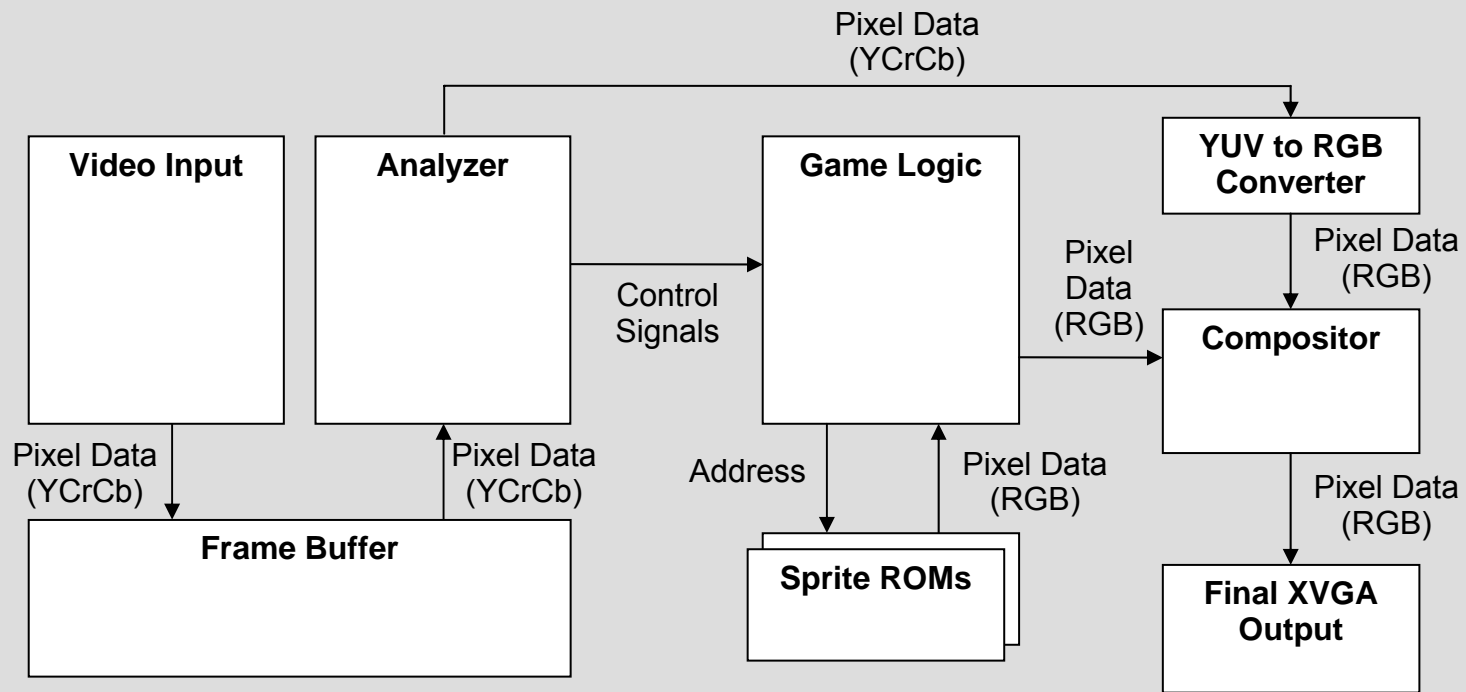 Pixel Data
(YCrCb)
Video Input
Analyzer
Game Logic
YUV to RGB
Converter
Control
Signals
Pixel
Data
(RGB)
Pixel Data
(RGB)
Compositor
Pixel Data
(YCrCb)
Pixel Data
(YCrCb)
Address
Pixel Data
(RGB)
Pixel Data
(RGB)
Frame Buffer
Sprite ROMs
Final XVGA
Output